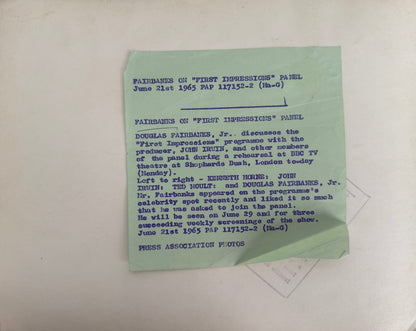 FAIRBANKS ON "FIRST IMPRESSIONS" PANEL
June 21st 1965 PAP 117152-2 (Na-G)
FAIRBANKS ON "FIRST IMPRESSIONS" PANEL
DOUGLAS FAIRBANKS, Jr. discusses the
"First Impressions" programme with the
producer, JOHN IRWIN, and other members
of the panel during a rehearsal at BBC TV
theatre at Shepherds Bush, London to-day
(Monday).
Left to right - KENNETH HORNE: JOHN
IRWIN: TED MOULT: and DOUGLAS FAIRBANKS, Jr.
Mr. Fairbanks appeared on the programme's
celebrity spot recently and liked it so much
that he was asked to join the panel.
He will be seen on June 29 and for three
succeeding weekly screenings of the show.
June 21st 1965 PAP 117152-2 (Na-G)
PRESS ASSOCIATION PHOTOS